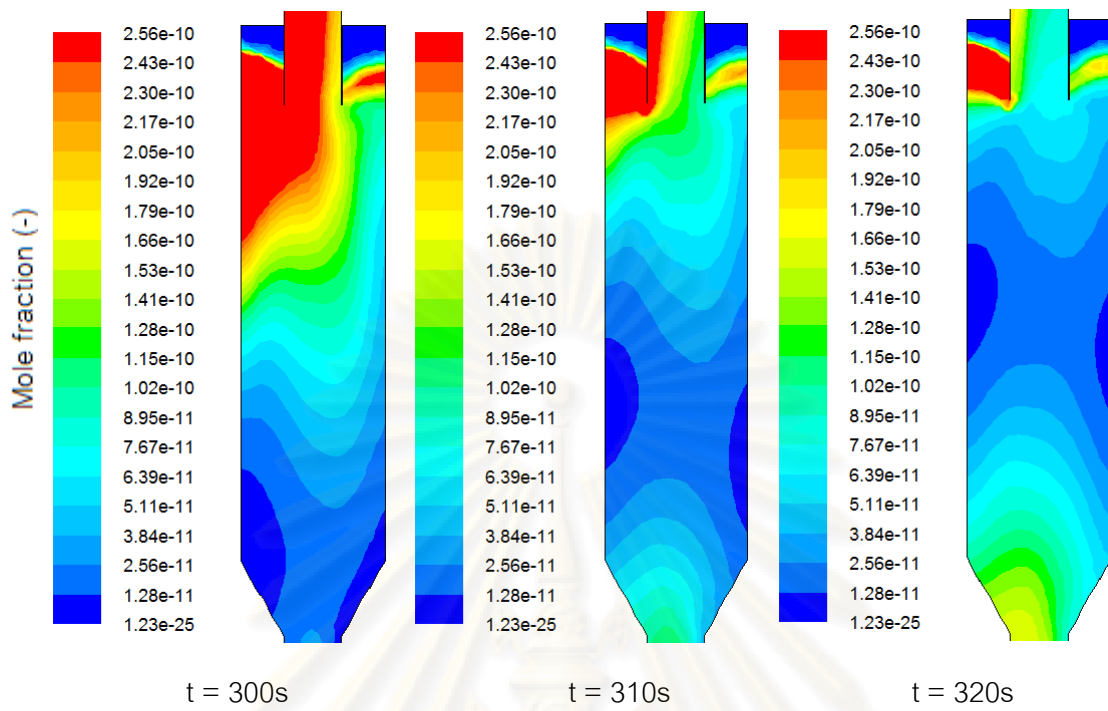 Mole fraction (-)
2.56e-10
2.43e-10
2.30e-10
2.17e-10
2.05e-10
1.92e-10
1.79e-10
1.66e-10
1.53e-10
1.41e-10
1.28e-10
1.15e-10
1.02e-10
8.95e-11
7.67e-11
6.39e-11
5.11e-11
3.84e-11
2.56e-11
1.28e-11
1.23e-25
2.56e-10
2.43e-10
2.30e-10
2.17e-10
2.05e-10
1.92e-10
1.79e-10
1.66e-10
1.53e-10
1.41e-10
1.28e-10
1.15e-10
1.02e-10
8.95e-11
7.67e-11
6.39e-11
5.11e-11
3.84e-11
2.56e-11
1.28e-11
1.23e-25
2.56e-10
2.43e-10
2.30e-10
2.17e-10
2.05e-10
1.92e-10
1.79e-10
1.66e-10
1.53e-10
1.41e-10
1.28e-10
1.15e-10
1.02e-10
8.95e-11
7.67e-11
6.39e-11
5.11e-11
3.84e-11
2.56e-11
1.28e-11
1.23e-25
t = 300s
t = 310s
t = 320s